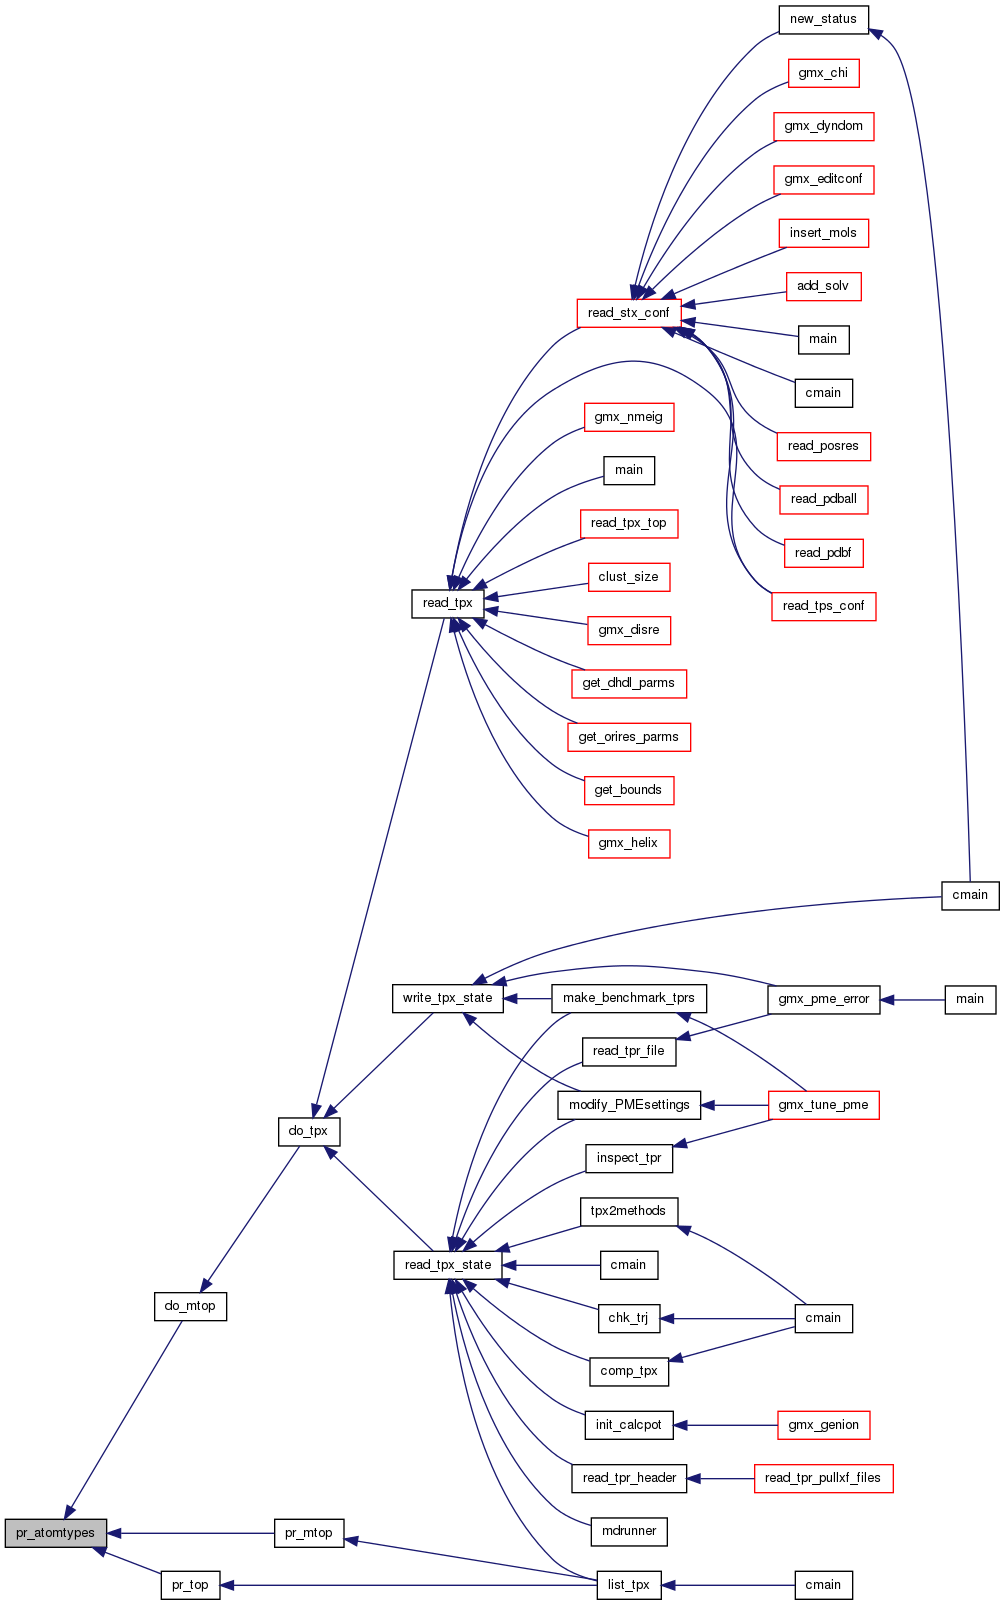 new_status
gmx_chi
gmx_dyndom
gmx_editconf
insert_mols
add_solv
read_stx_conf
main
cmain
gmx_nmeig
read_posres
main
read_pdball
read_tpx_top
read_pdbf
clust_size
read_tpx
read_tps_conf
gmx_disre
get_dhdl_parms
get_orires_parms
get_bounds
gmx_helix
cmain
write_tpx_state
make_benchmark_tprs
gmx_pme_error
main
read_tpr_file
modify_PMEsettings
gmx_tune_pme
do_tpx
inspect_tpr
tpx2methods
read_tpx_state
cmain
do_mtop
chk_trj
cmain
comp_tpx
init_calcpot
gmx_genion
read_tpr_header
read_tpr_pullxf_files
pr_atomtypes
pr_mtop
mdrunner
pr_top
list_tpx
cmain